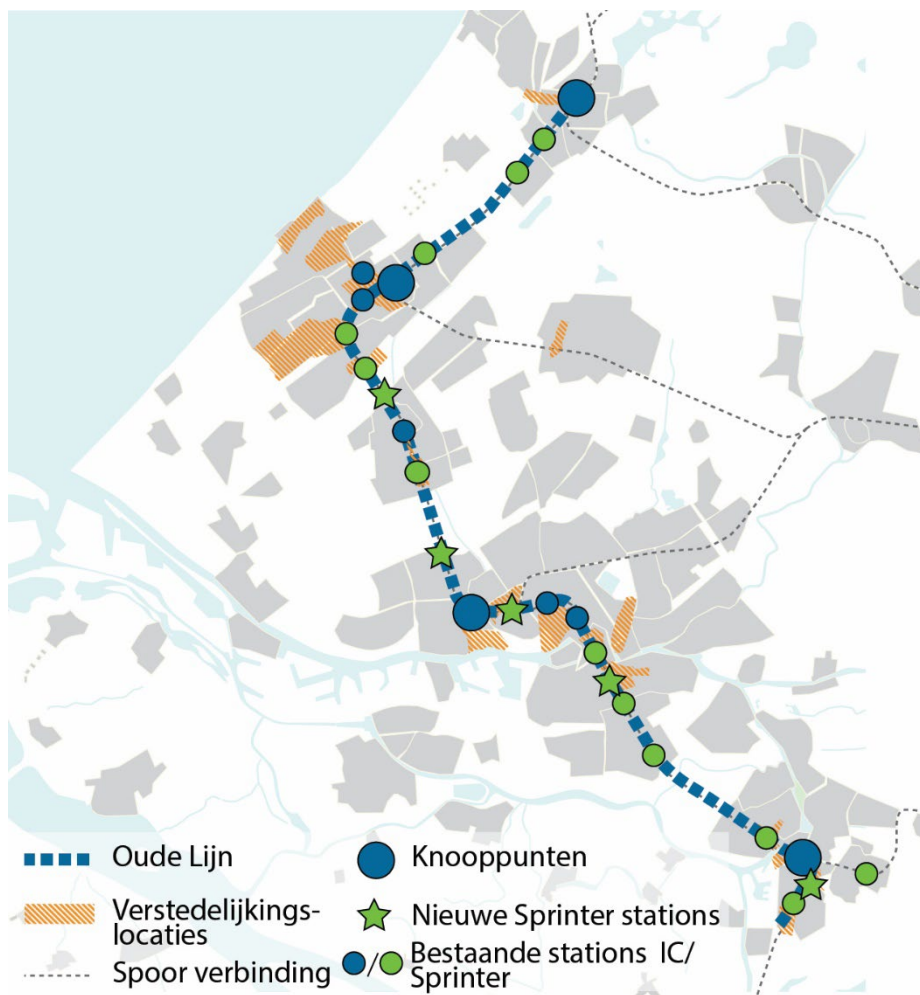 Oude Lijn
Knooppunten
Verstedelijkings-
locaties
Nieuwe Sprinter stations
Spoor verbinding
/
Bestaande stations IC/
Sprinter